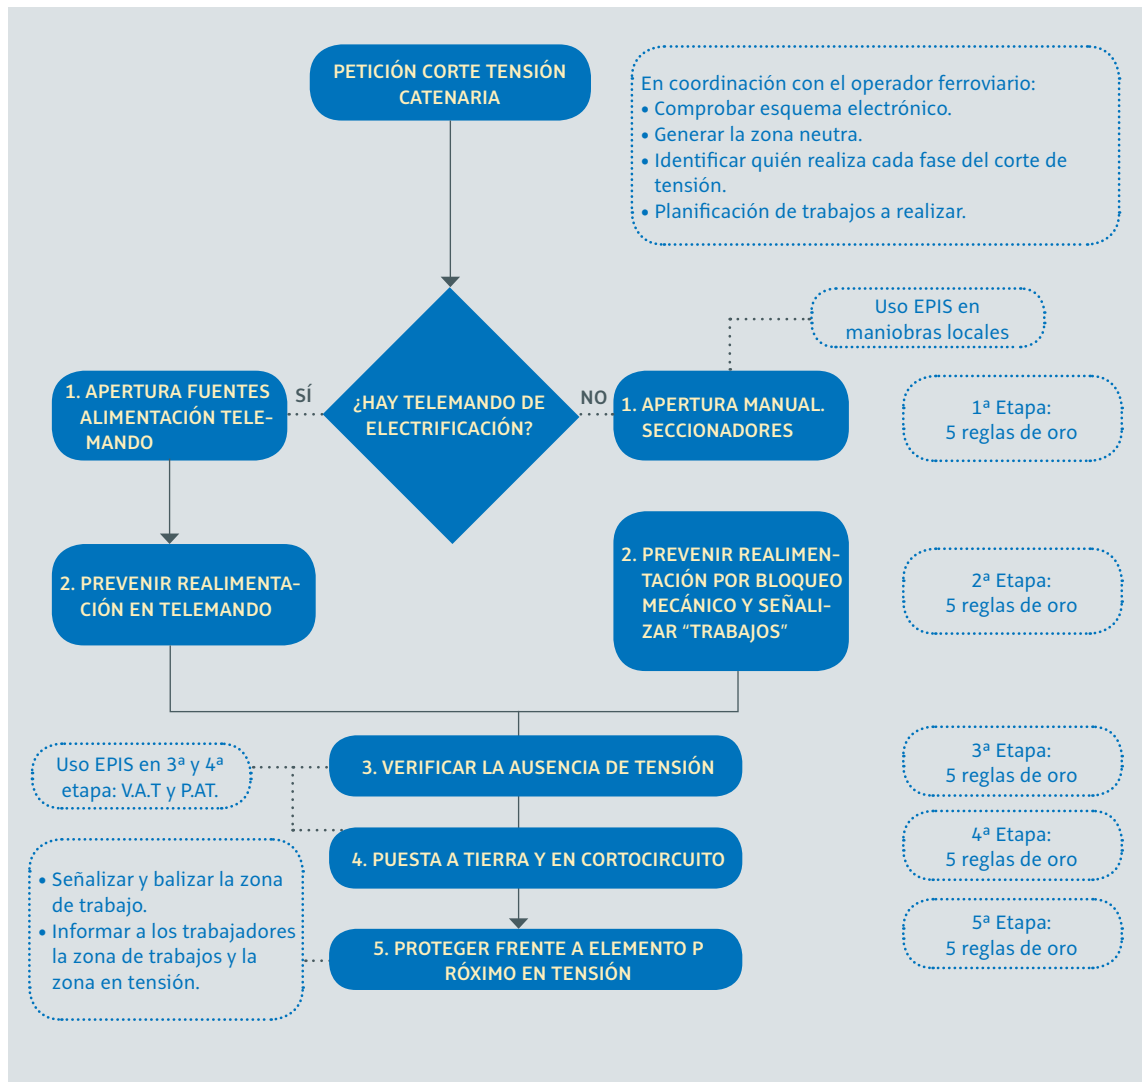 PETICIÓN CORTE TENSIÓN
CATENARIA
En coordinación con el operador ferroviario:
• Comprobar esquema electrónico.
• Generar la zona neutra.
• Identificar quién realiza cada fase del corte de
tensión.
• Planificación de trabajos a realizar.
Uso EPIS en
maniobras locales
1. APERTURA FUENTES
ALIMENTACIÓN TELE-
MANDO
SÍ
¿HAY TELEMANDO DE
ELECTRIFICACIÓN?
NO
1. APERTURA MANUAL.
SECCIONADORES
1ª Etapa:
5 reglas de oro
2. PREVENIR REALIMENTA-
CIÓN EN TELEMANDO
2. PREVENIR REALIMEN-
TACIÓN POR BLOQUEO
MECÁNICO Y SEÑALI-
ZAR “TRABAJOS”
2ª Etapa:
5 reglas de oro
Uso EPIS en 3ª y 4ª
etapa: V.A.T y P.AT.
3. VERIFICAR LA AUSENCIA DE TENSIÓN
3ª Etapa:
5 reglas de oro
4. PUESTA A TIERRA Y EN CORTOCIRCUITO
4ª Etapa:
5 reglas de oro
• Señalizar y balizar la zona
de trabajo.
• Informar a los trabajadores
la zona de trabajos y la
zona en tensión.
5. PROTEGER FRENTE A ELEMENTO P
RÓXIMO EN TENSIÓN
5ª Etapa:
5 reglas de oro